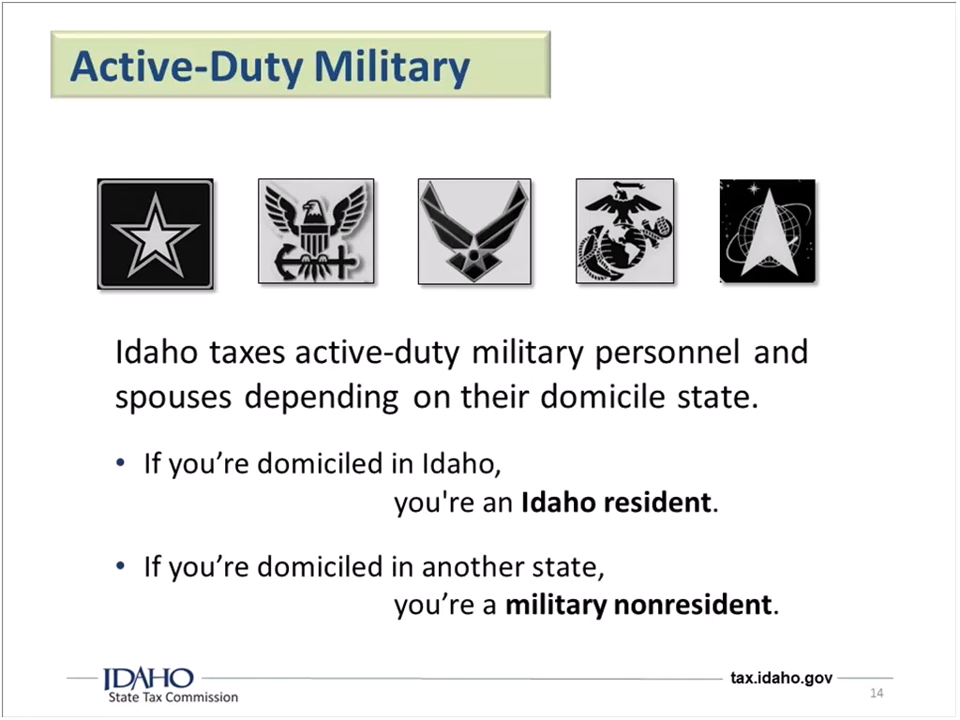 Active-Duty Military
Idaho taxes active-duty military personnel and
spouses depending on their domicile state.
• If you’re domiciled in Idaho,
you're an Idaho resident.
• If you’re domiciled in another state,
you’re a military nonresident.
IDAHO
State Tax Commission
tax.idaho.gov
14